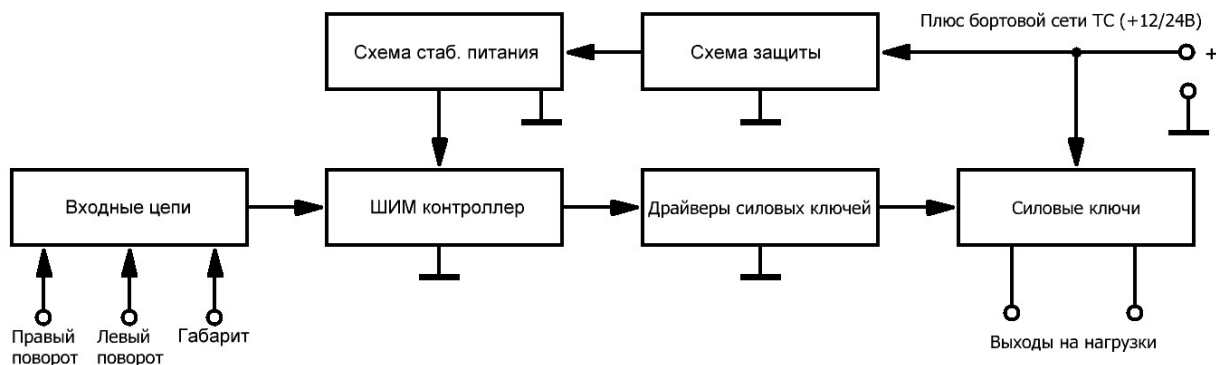 Плюс бортовой сети ТС (+12/24В)
Схема стаб. питания
Схема защиты
+
Входные цепи
ШИМ контроллер
Драйверы силовых ключей
Силовые ключи
Правый
поворот
Левый
поворот
Габарит
Выходы на нагрузки